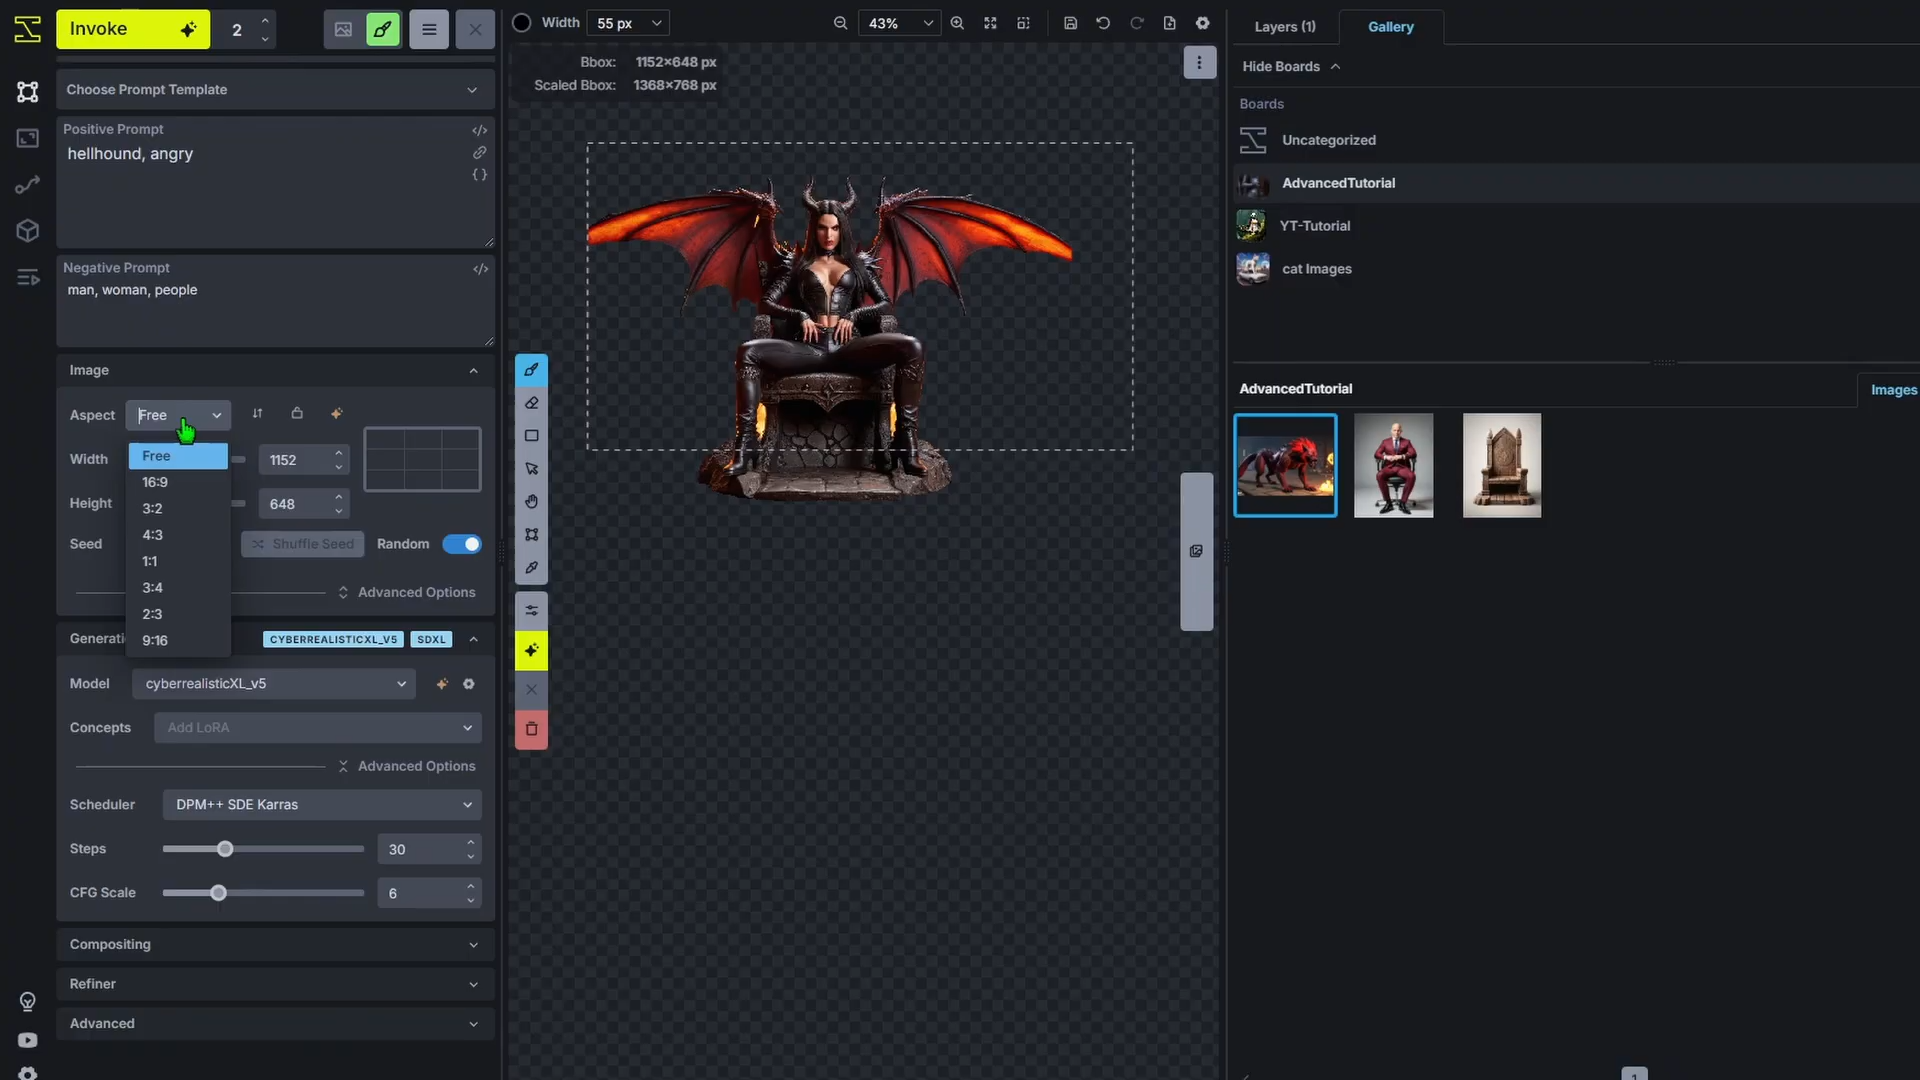 Invoke
2
Width
55 px
43%
Layers (1)
Gallery
Bbox: 1152×648 px
Scaled Bbox: 1368×768 px
Hide Boards
Choose Prompt Template
Boards
Positive Prompt
hellhound, angry
Uncategorized
AdvancedTutorial
YT-Tutorial
cat Images
Negative Prompt
man, woman, people
Image
AdvancedTutorial
Images
Aspect
Free
Free
16:9
3:2
4:3
1:1
3:4
2:3
9:16
Width
1152
Height
648
Seed
Shuffle Seed
Random
Advanced Options
Generati
CYBERREALISTICXL_V5
SDXL
Model
cyberrealisticXL_v5
Concepts
Add LoRA
Advanced Options
Scheduler
DPM++ SDE Karras
Steps
30
CFG Scale
6
Compositing
Refiner
Advanced
1